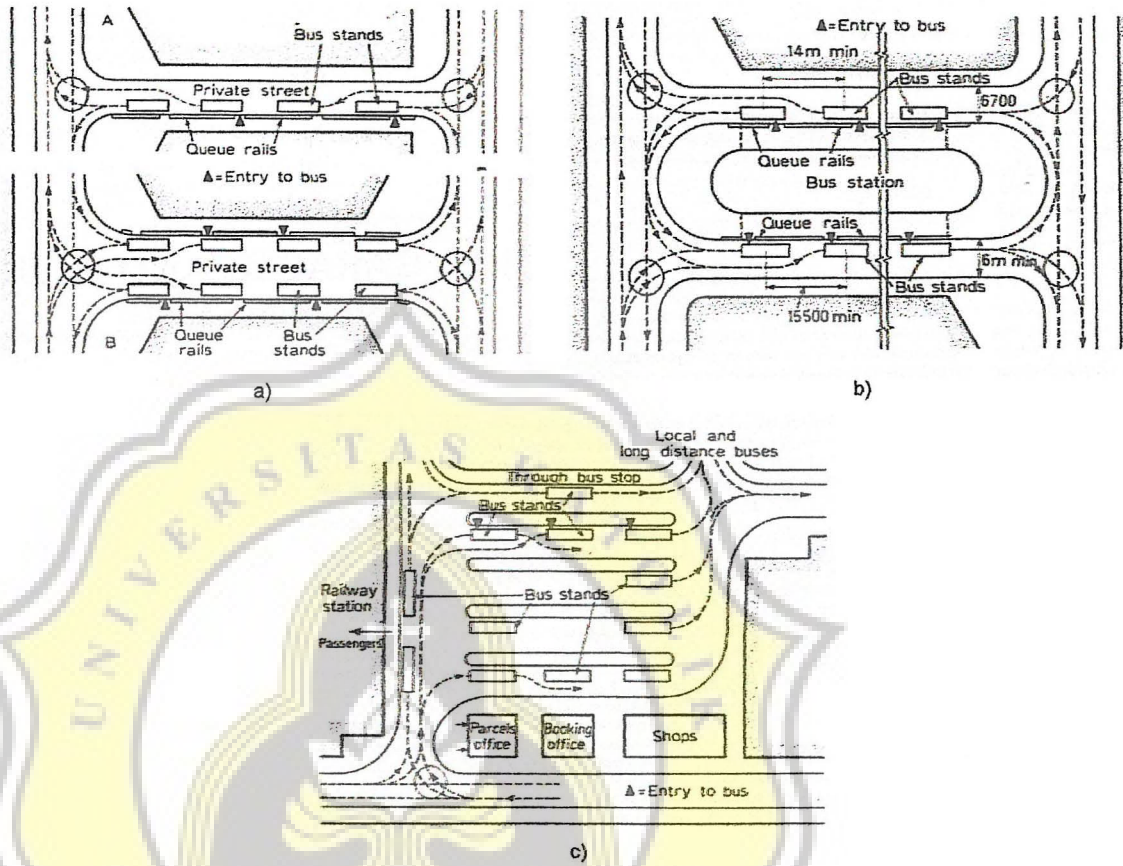 A
Bus stands
Private street
Queue rails
▲=Entry to bus
Private street
B
Queue
rails
Bus
stands
a)
▲=Entry to bus
14m min
Bus stands
6700
Queue rails
Bus station
Queue rails
6m min
Bus stands
15500 min
b)
Local and
long distance buses
Through bus stop
Bus stands
Railway
station
Passengers
Bus stands
Parcels
office
Booking
office
Shops
▲=Entry to bus
c)
UNIVERSITAS KATOLIK